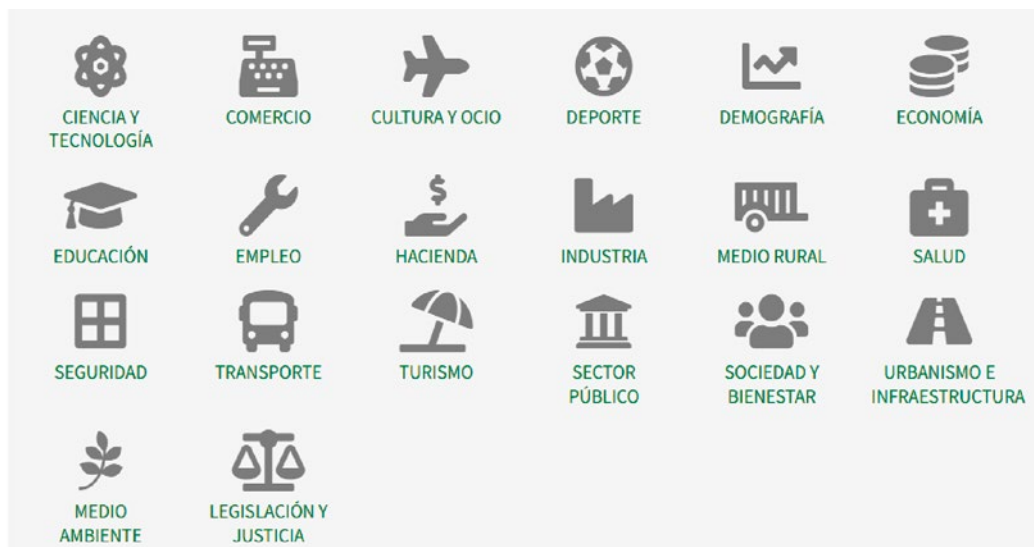 CIENCIA Y
TECNOLOGÍA
COMERCIO
CULTURA Y OCIO
DEPORTE
DEMOGRAFÍA
ECONOMÍA
EDUCACIÓN
EMPLEO
$
HACIENDA
INDUSTRIA
MEDIO RURAL
SALUD
SEGURIDAD
TRANSPORTE
TURISMO
SECTOR
PÚBLICO
SOCIEDAD Y
BIENESTAR
URBANISMO E
INFRAESTRUCTURA
MEDIO
AMBIENTE
LEGISLACIÓN Y
JUSTICIA